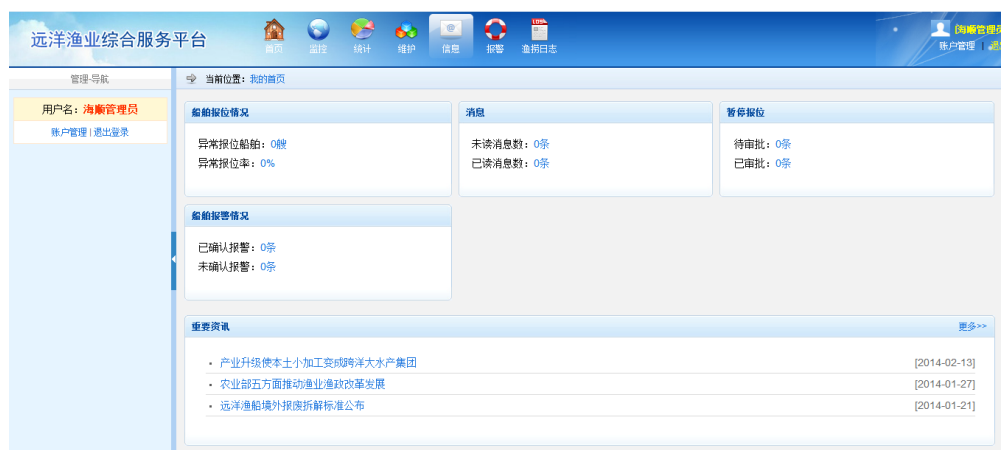 远洋渔业综合服务平台
首页 监控 统计 维护 信息 报警 渔捞日志
海顺管理员
账户管理 | 退
管理-导航
当前位置：我的首页
用户名：海顺管理员
账户管理 | 退出登录
船舶报位情况
异常报位船舶：0艘
异常报位率：0%
消息
未读消息数：0条
已读消息数：0条
暂停报位
待审批：0条
已审批：0条
船舶报警情况
已确认报警：0条
未确认报警：0条
重要资讯 更多>>
产业升级使本土小加工变成跨洋大水产集团 [2014-02-13]
农业部五方面推动渔业渔政改革发展 [2014-01-27]
远洋渔船境外报废拆解标准公布 [2014-01-21]